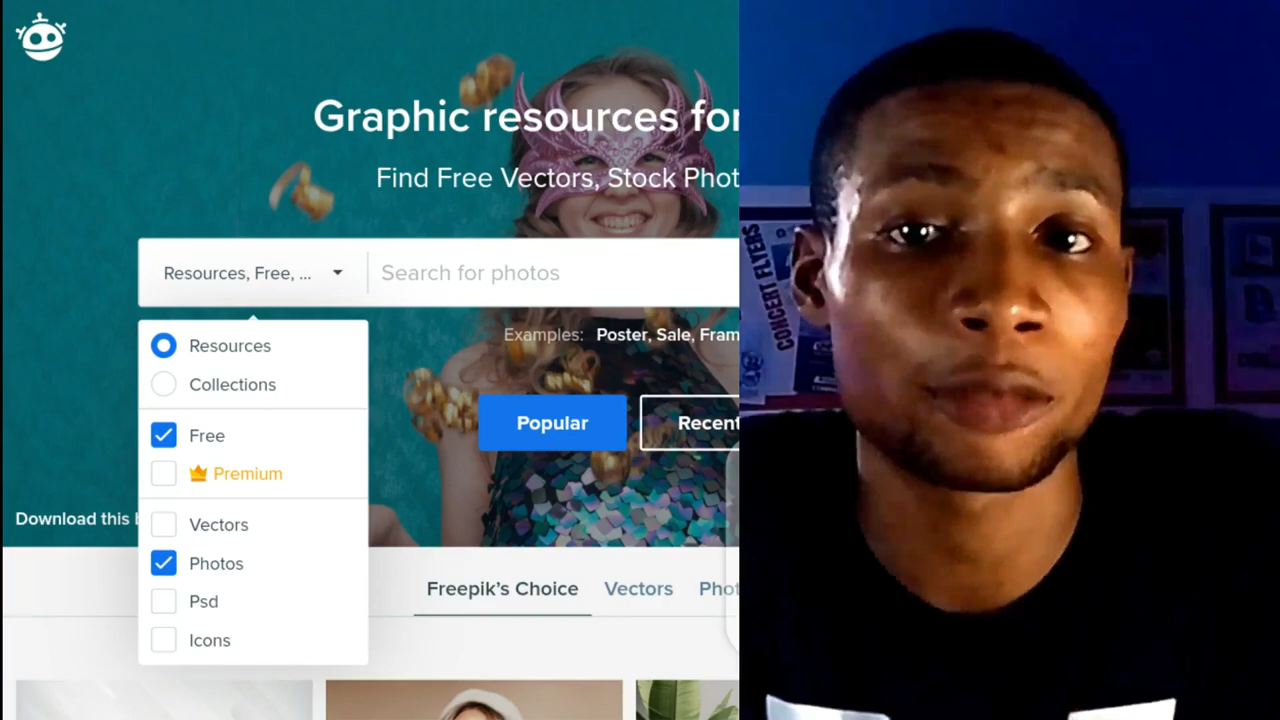 Graphic resources for
Find Free Vectors, Stock Phot
Resources, Free, ...
Search for photos
Examples: Poster, Sale, Fram
Resources
Collections
Free
Premium
Vectors
Photos
Psd
Icons
Popular
Recent
Download this
Freepik's Choice
Vectors
Phot
CONCERT FLYERS